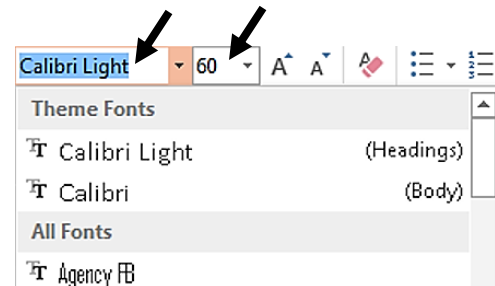 Calibri Light 60 A A
Theme Fonts
Calibri Light (Headings)
Calibri (Body)
All Fonts
Agency FB